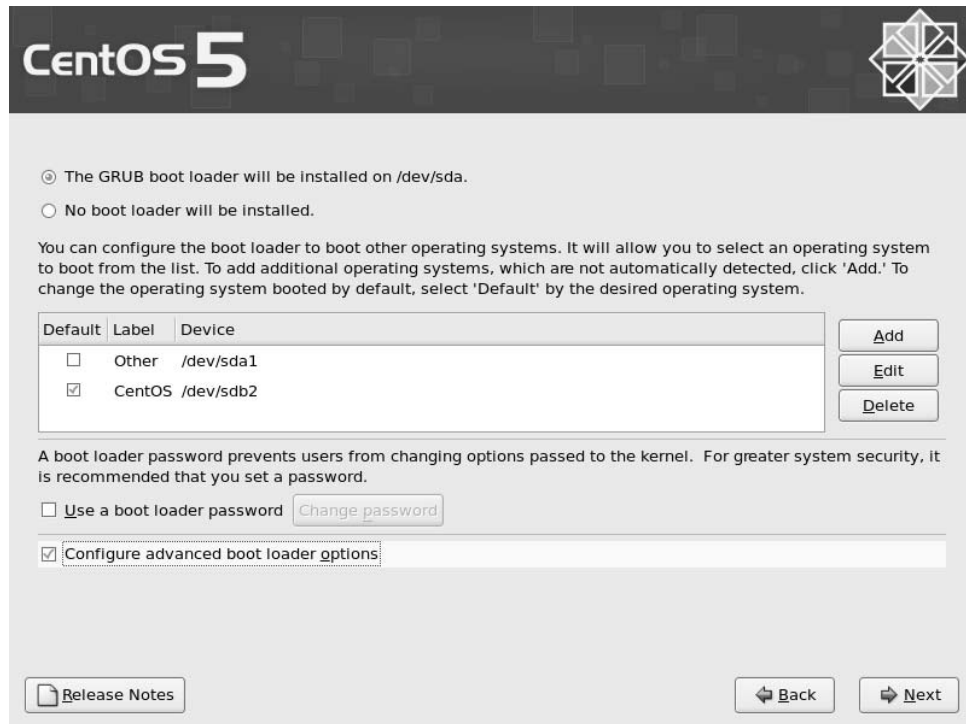 CentOS 5
The GRUB boot loader will be installed on /dev/sda.
No boot loader will be installed.
You can configure the boot loader to boot other operating systems. It will allow you to select an operating system
to boot from the list. To add additional operating systems, which are not automatically detected, click 'Add.' To
change the operating system booted by default, select 'Default' by the desired operating system.
Default Label Device
Other /dev/sda1
CentOS /dev/sdb2
Add
Edit
Delete
A boot loader password prevents users from changing options passed to the kernel. For greater system security, it
is recommended that you set a password.
Use a boot loader password Change password
Configure advanced boot loader options
Release Notes Back Next